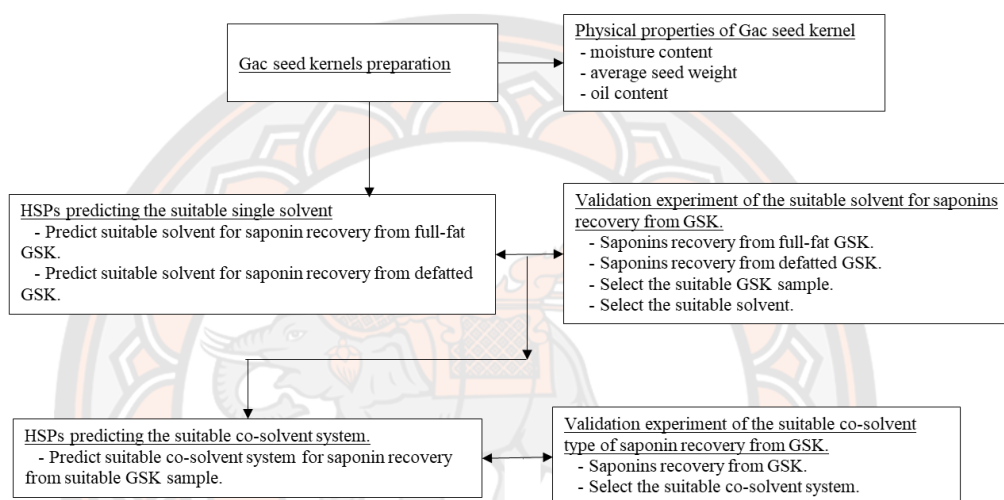 Gac seed kernels preparation
Physical properties of Gac seed kernel
- moisture content
- average seed weight
- oil content
HSPs predicting the suitable single solvent
- Predict suitable solvent for saponin recovery from full-fat
GSK.
- Predict suitable solvent for saponin recovery from defatted
GSK.
Validation experiment of the suitable solvent for saponins
recovery from GSK.
- Saponins recovery from full-fat GSK.
- Saponins recovery from defatted GSK.
- Select the suitable GSK sample.
- Select the suitable solvent.
HSPs predicting the suitable co-solvent system.
- Predict suitable co-solvent system for saponin recovery
from suitable GSK sample.
Validation experiment of the suitable co-solvent
type of saponin recovery from GSK.
- Saponins recovery from GSK.
- Select the suitable co-solvent system.